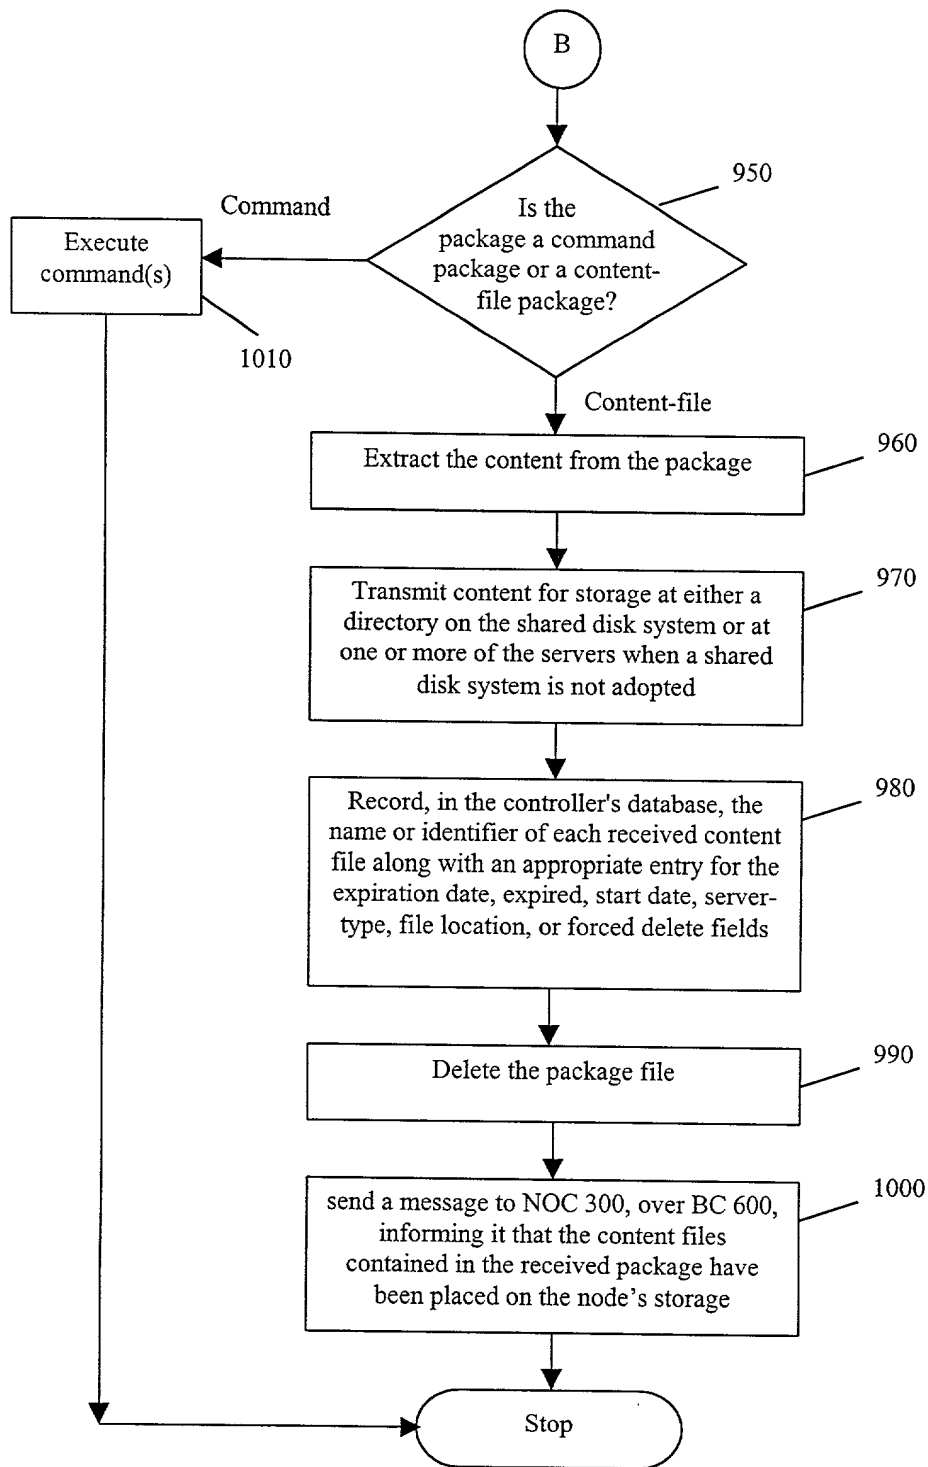 B
950
Is the
package a command
package or a content-
file package?
Command
Execute
command(s)
1010
Content-file
960
Extract the content from the package
970
Transmit content for storage at either a
directory on the shared disk system or at
one or more of the servers when a shared
disk system is not adopted
980
Record, in the controller's database, the
name or identifier of each received content
file along with an appropriate entry for the
expiration date, expired, start date, server-
type, file location, or forced delete fields
990
Delete the package file
1000
send a message to NOC 300, over BC 600,
informing it that the content files
contained in the received package have
been placed on the node’s storage
Stop